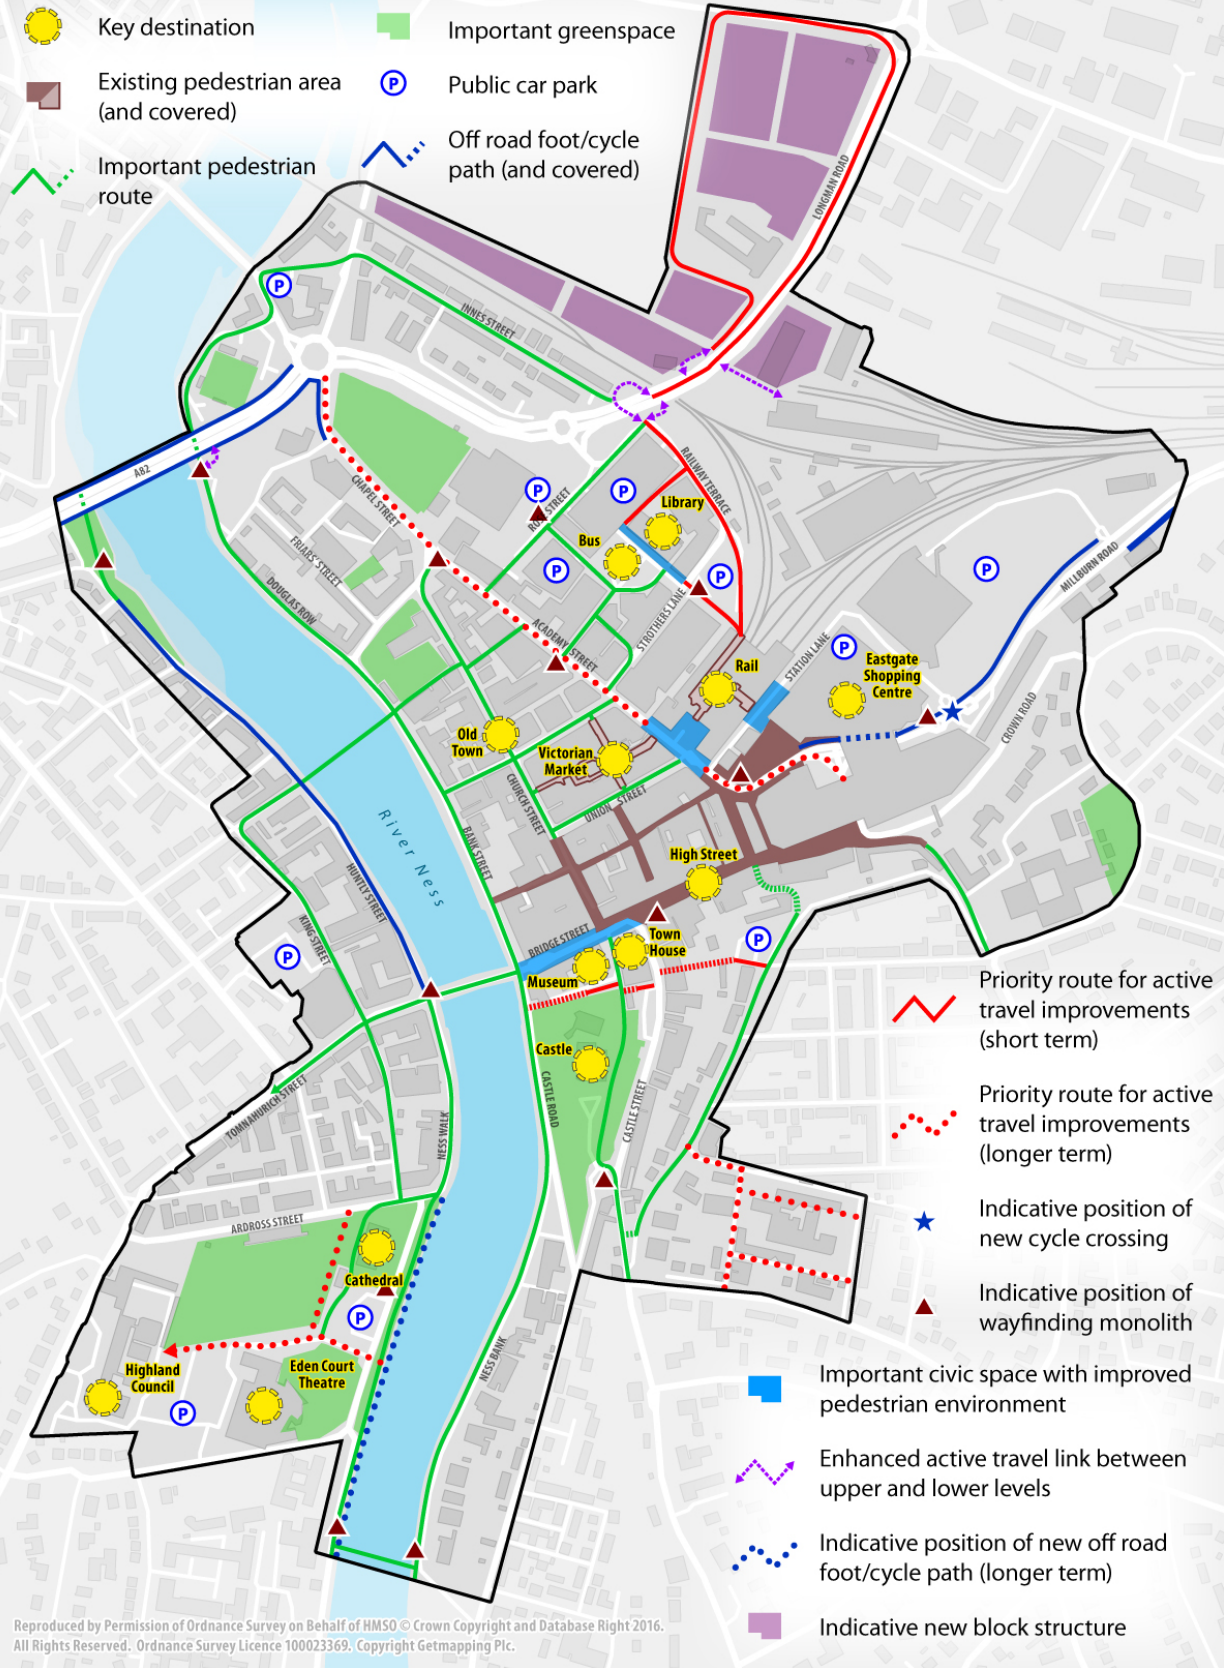 Key destination
Important greenspace
Existing pedestrian area
(and covered)
P
Public car park
Important pedestrian
route
Off road foot/cycle
path (and covered)
LONGMAN ROAD
P
INNES STREET
A82
CHAPEL STREET
RAILWAY TERRACE
P
P
Library
ROSE STREET
Bus
P
P
P
MILLBURN ROAD
FRIARS' STREET
DOUGLAS ROW
STROTHERS LANE
ACADEMY STREET
STATION LANE
P
Rail
Eastgate
Shopping
Centre
CROWN ROAD
Old
Town
Victorian
Market
CHURCH STREET
UNION STREET
River Ness
BANK STREET
High Street
HUNTLY STREET
KING STREET
BRIDGE STREET
Town
House
P
P
Museum
Priority route for active
travel improvements
(short term)
Castle
CASTLE ROAD
CASTLE STREET
TOMNAHURICH STREET
NESS WALK
Priority route for active
travel improvements
(longer term)
ARDROSS STREET
Indicative position of
new cycle crossing
Cathedral
P
Indicative position of
wayfinding monolith
Highland
Council
Eden Court
Theatre
P
NESS BANK
Important civic space with improved
pedestrian environment
Enhanced active travel link between
upper and lower levels
Indicative position of new off road
foot/cycle path (longer term)
Indicative new block structure
Reproduced by Permission of Ordnance Survey on Behalf of HMSO © Crown Copyright and Database Right 2016.
All Rights Reserved. Ordnance Survey Licence 100023369. Copyright Getmapping Plc.